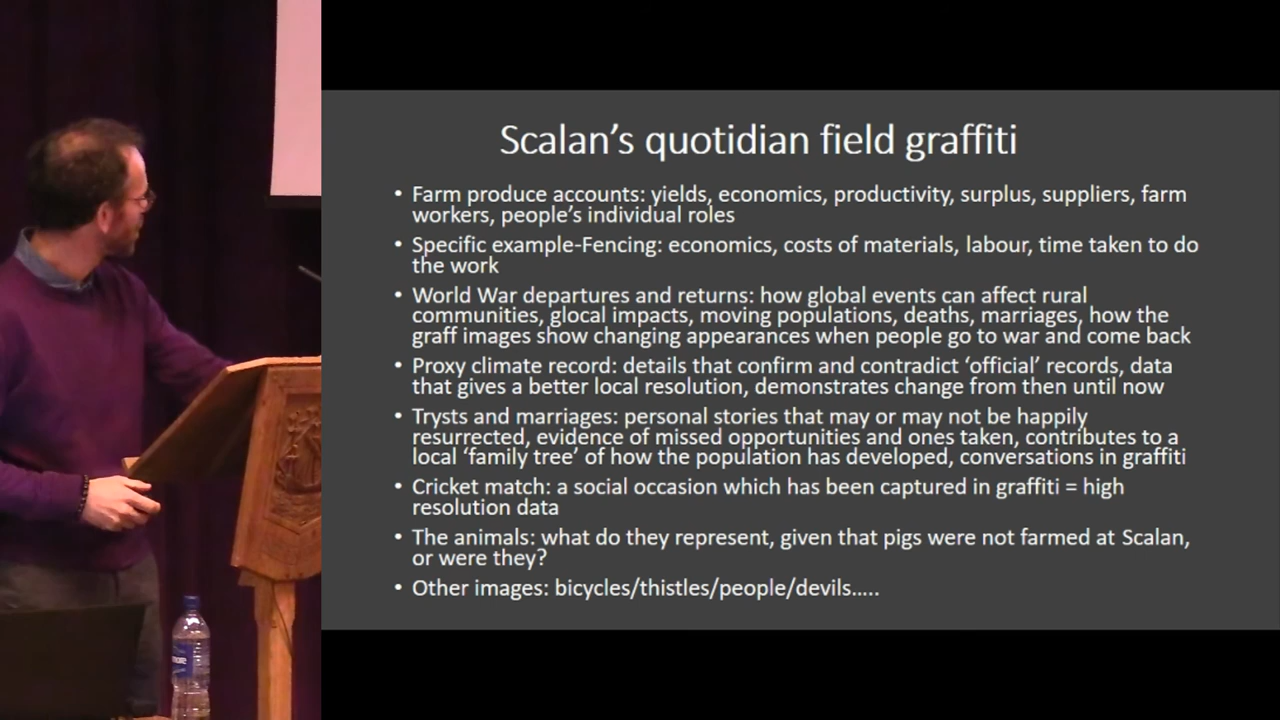 Scalan's quotidian field graffiti
• Farm produce accounts: yields, economics, productivity, surplus, suppliers, farm
workers, people's individual roles
• Specific example-Fencing: economics, costs of materials, labour, time taken to do
the work
• World War departures and returns: how global events can affect rural
communities, glocal impacts, moving populations, deaths, marriages, how the
graff images show changing appearances when people go to war and come back
• Proxy climate record: details that confirm and contradict 'official' records, data
that gives a better local resolution, demonstrates change from then until now
• Trysts and marriages: personal stories that may or may not be happily
resurrected, evidence of missed opportunities and ones taken, contributes to a
local 'family tree' of how the population has developed, conversations in graffiti
• Cricket match: a social occasion which has been captured in graffiti = high
resolution data
• The animals: what do they represent, given that pigs were not farmed at Scalan,
or were they?
• Other images: bicycles/thistles/people/devils.....